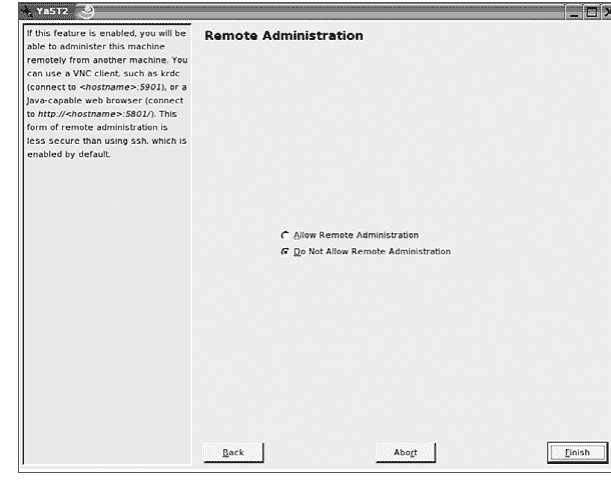 YaST2
If this feature is enabled, you will be
able to administer this machine
remotely from another machine. You
can use a VNC client, such as krdc
(connect to <hostname>:5901), or a
Java-capable web browser (connect
to http://<hostname>:5801/). This
form of remote administration is
less secure than using ssh, which is
enabled by default.
Remote Administration
Allow Remote Administration
Do Not Allow Remote Administration
Back
Abort
Finish